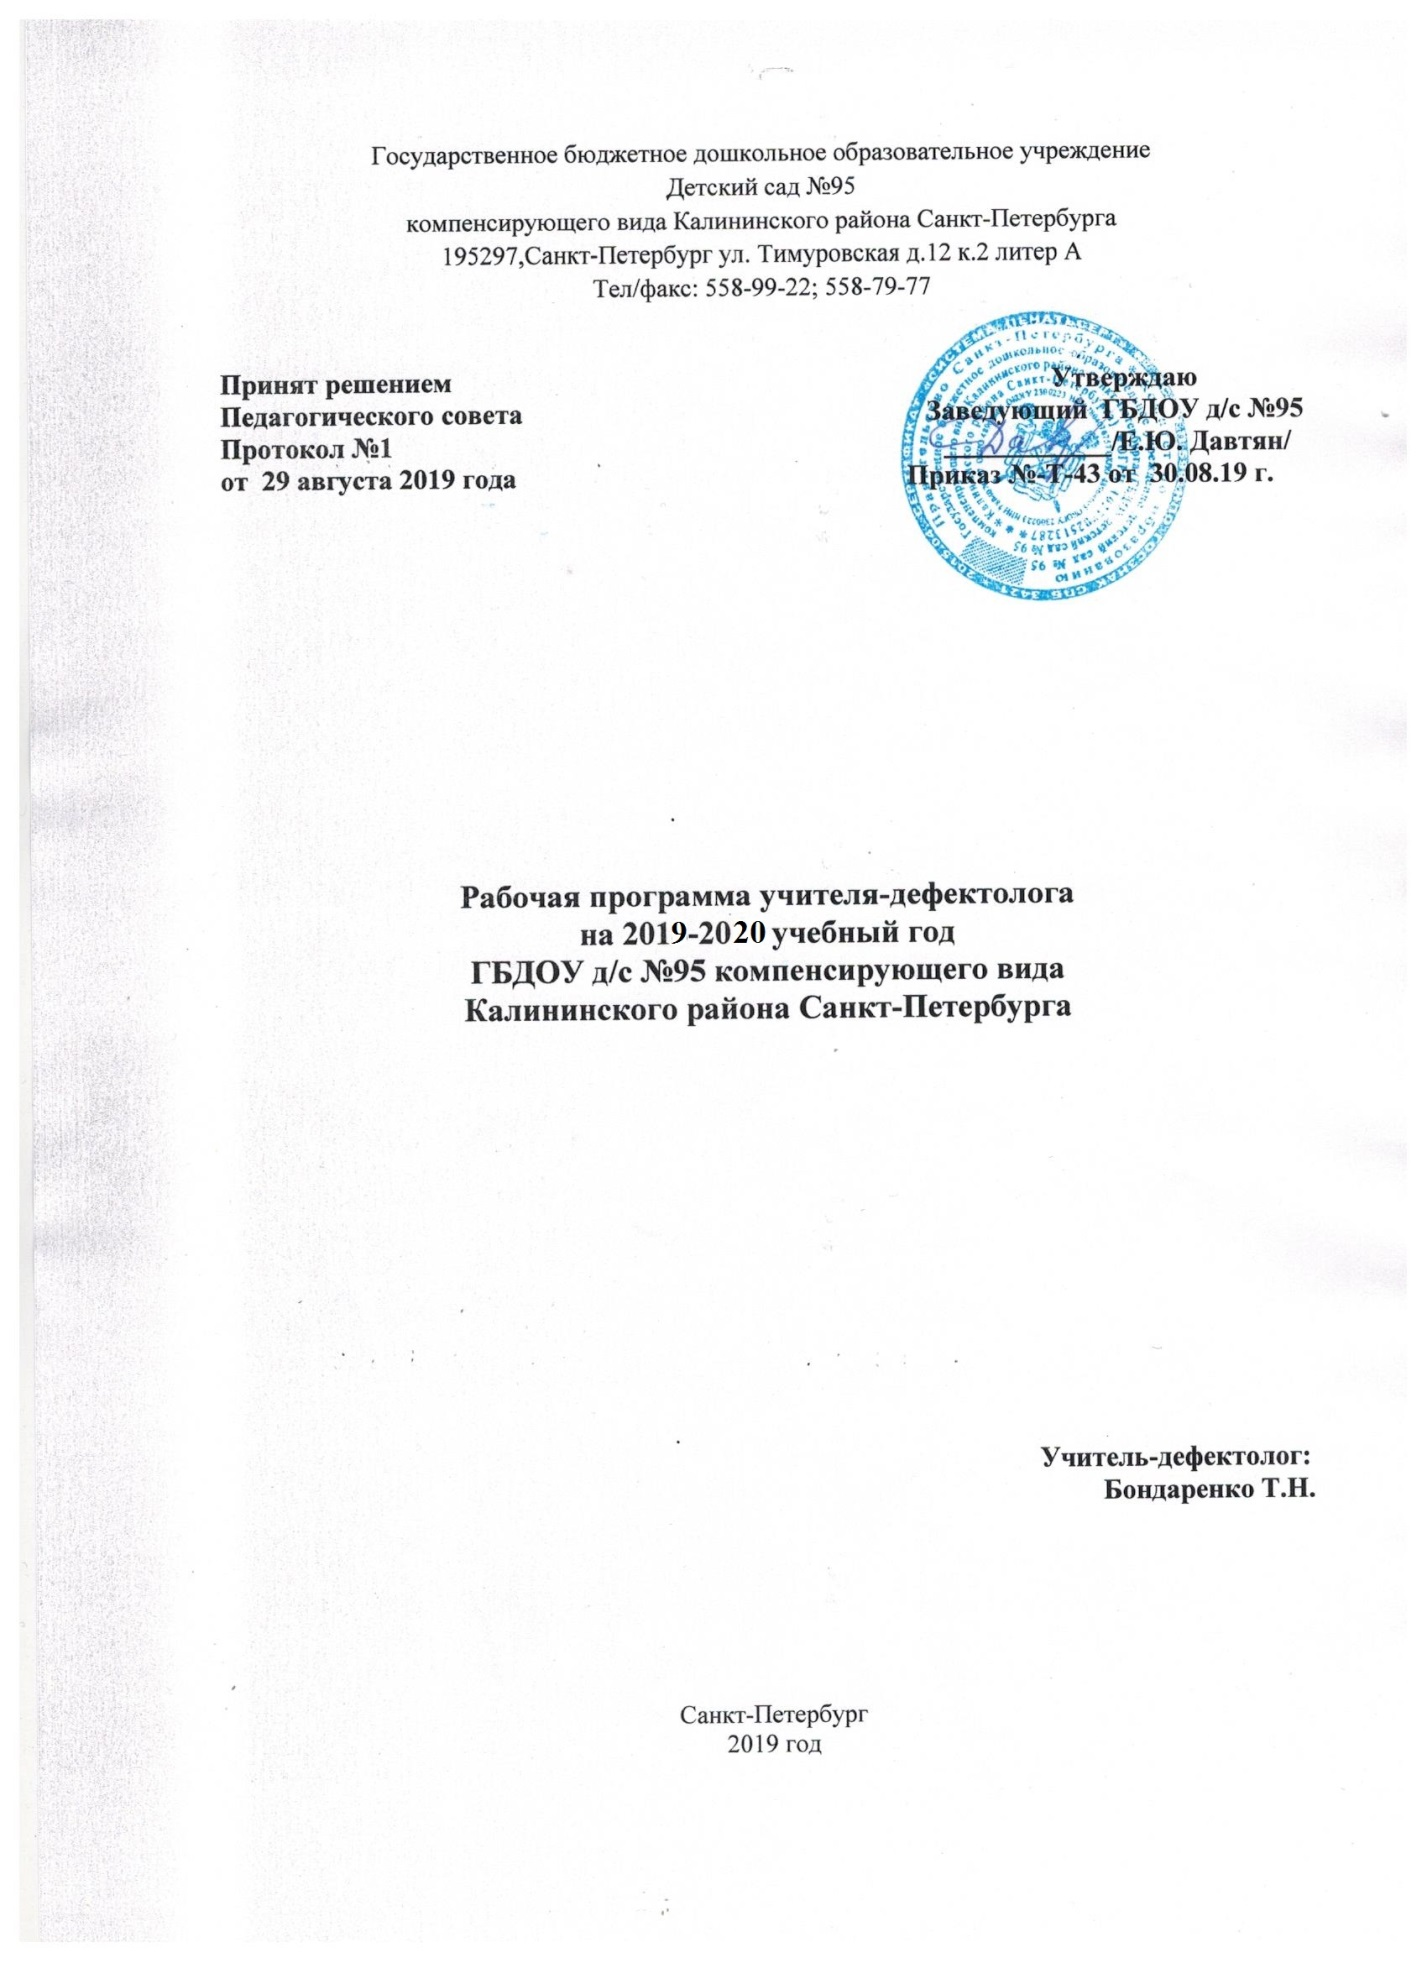 Государственное бюджетное дошкольное образовательное учреждение
Детский сад №95
компенсирующего вида Калининского района Санкт-Петербурга
195297,Санкт-Петербург ул. Тимуровская д.12 к.2 литер А
Тел/факс: 558-99-22; 558-79-77
Принят решением
Педагогического совета
Протокол №1
от 29 августа 2019 года
Утверждаю
Заведующий ГБДОУ д/с №95
/Е.Ю. Давтян/
Приказ №-Т-43 от 30.08.19 г.
Рабочая программа учителя-дефектолога
на 2019-2020 учебный год
ГБДОУ д/с №95 компенсирующего вида
Калининского района Санкт-Петербурга
Учитель-дефектолог:
Бондаренко Т.Н.
Санкт-Петербург
2019 год